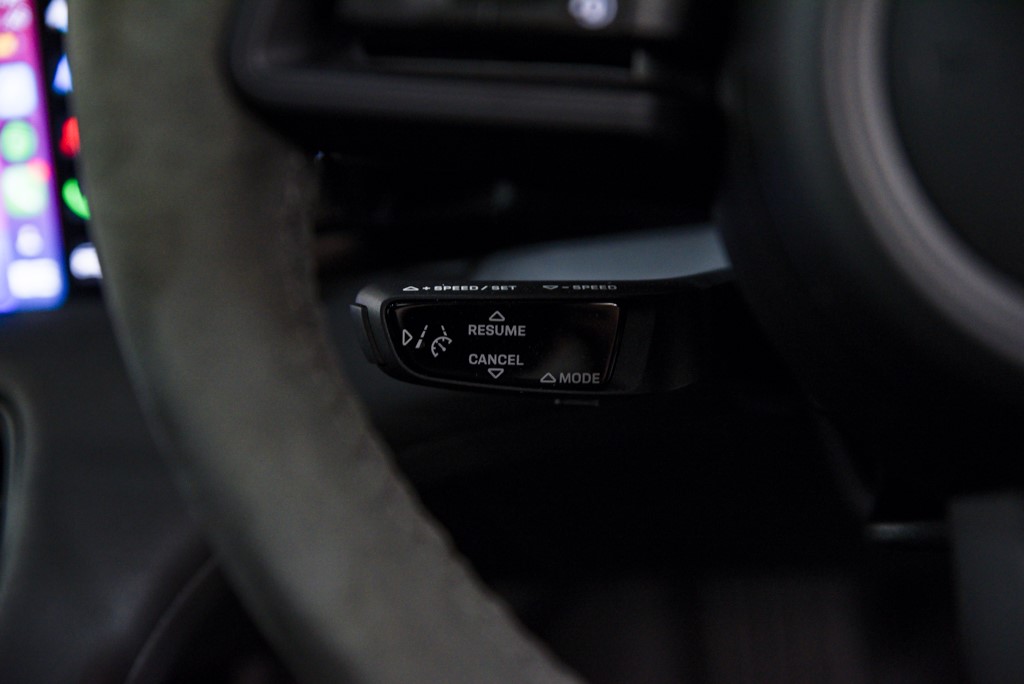 + SPEED / SET - SPEED
RESUME
CANCEL
MODE